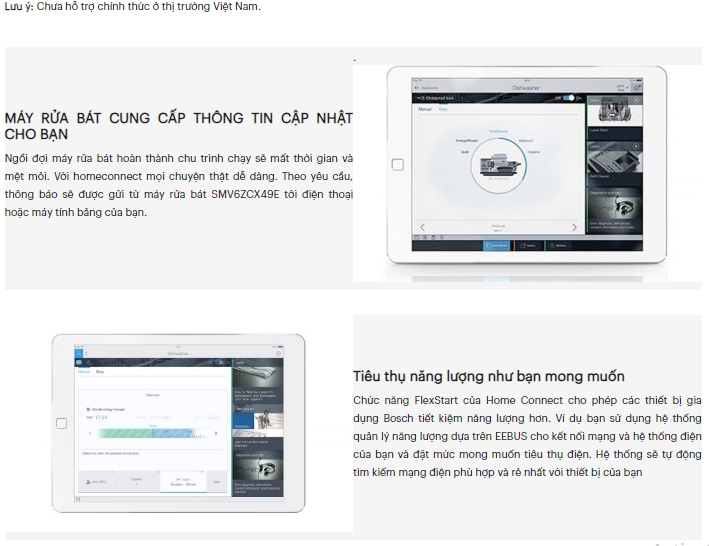 Lưu ý: Chưa hỗ trợ chính thức ở thị trường Việt Nam.
MÁY RỬA BÁT CUNG CẤP THÔNG TIN CẬP NHẬT
CHO BẠN
Ngồi đợi máy rửa bát hoàn thành chu trình chạy sẽ mất thời gian và
mệt mỏi. Với homeconnect mọi chuyện thật dễ dàng. Theo yêu cầu,
thông báo sẽ được gửi từ máy rửa bát SMV6ZCX49E tới điện thoại
hoặc máy tính bảng của bạn.
Dishwasher
Childproof lock
Manual
Tiêu thụ năng lượng như bạn mong muốn
Chức năng FlexStart của Home Connect cho phép các thiết bị gia
dụng Bosch tiết kiệm năng lượng hơn. Ví dụ bạn sử dụng hệ thống
quản lý năng lượng dựa trên EEBUS cho kết nối mạng và hệ thống điện
của bạn và đặt mức mong muốn tiêu thụ điện. Hệ thống sẽ tự động
tìm kiếm mạng điện phù hợp và rẻ nhất với thiết bị của bạn
Dishwasher
17:24